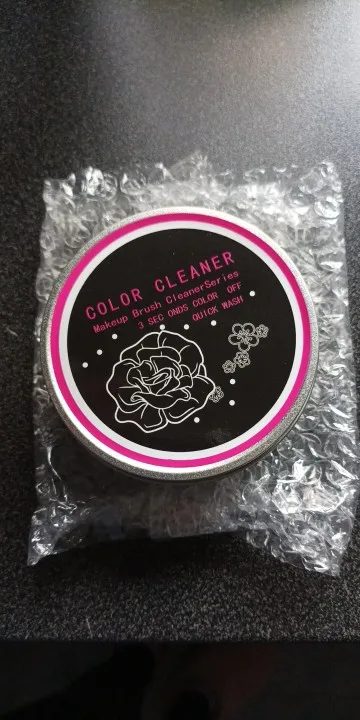 COLOR CLEANER
Makeup Brush CleanerSeries
3 SEC ONDS COLOR OFF
QUICK WASH